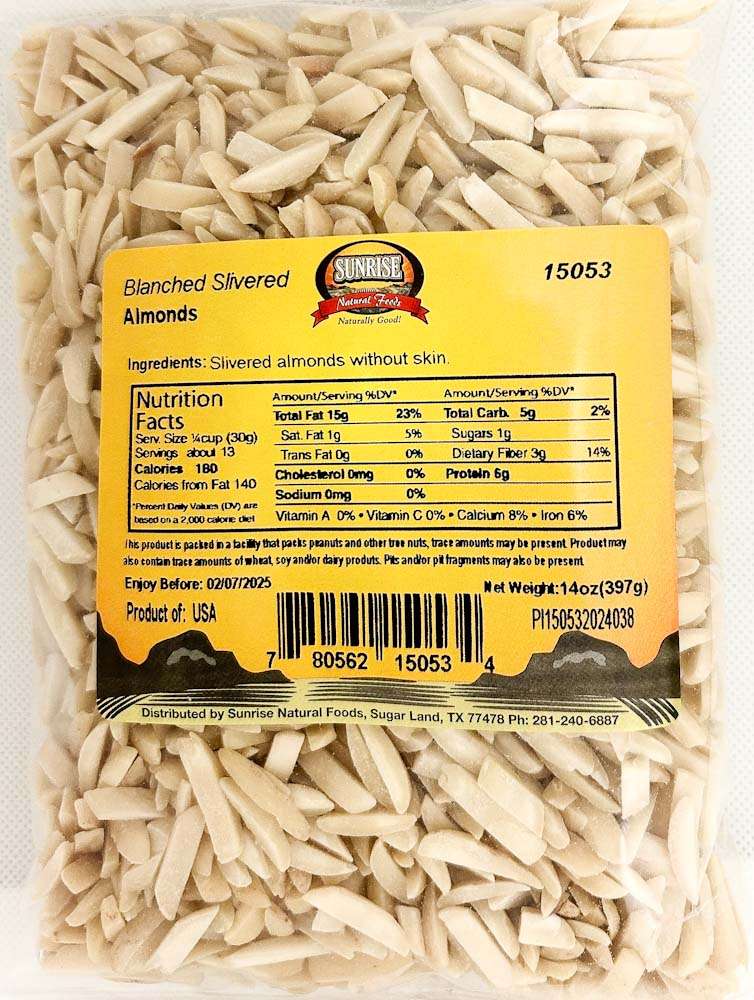 Blanched Slivered
Almonds
SUNRISE
Natural Foods
Naturally Good!
15053
Ingredients: Slivered almonds without skin.
Nutrition
Facts
Serv. Size ¼cup (30g)
Servings about 13
Calories 180
Calories from Fat 140
*Percent Daily Values (DV) are
based on a 2,000 calorie diet
Amount/Serving %DV*
Total Fat 15g 23%
Sat. Fat 1g 5%
Trans Fat 0g 0%
Cholesterol 0mg 0%
Sodium 0mg 0%
Amount/Serving %DV*
Total Carb. 5g 2%
Sugars 1g
Dietary Fiber 3g 14%
Protein 6g
Vitamin A 0% • Vitamin C 0% • Calcium 8% • Iron 6%
This product is packed in a facility that packs peanuts and other tree nuts, trace amounts may be present. Product may
also contain trace amounts of wheat, soy and/or dairy produts. Pits and/or pit fragments may also be present
Enjoy Before: 02/07/2025
Net Weight:14oz(397g)
Product of: USA
PI150532024038
7 80562 15053 4
Distributed by Sunrise Natural Foods, Sugar Land, TX 77478 Ph: 281-240-6887